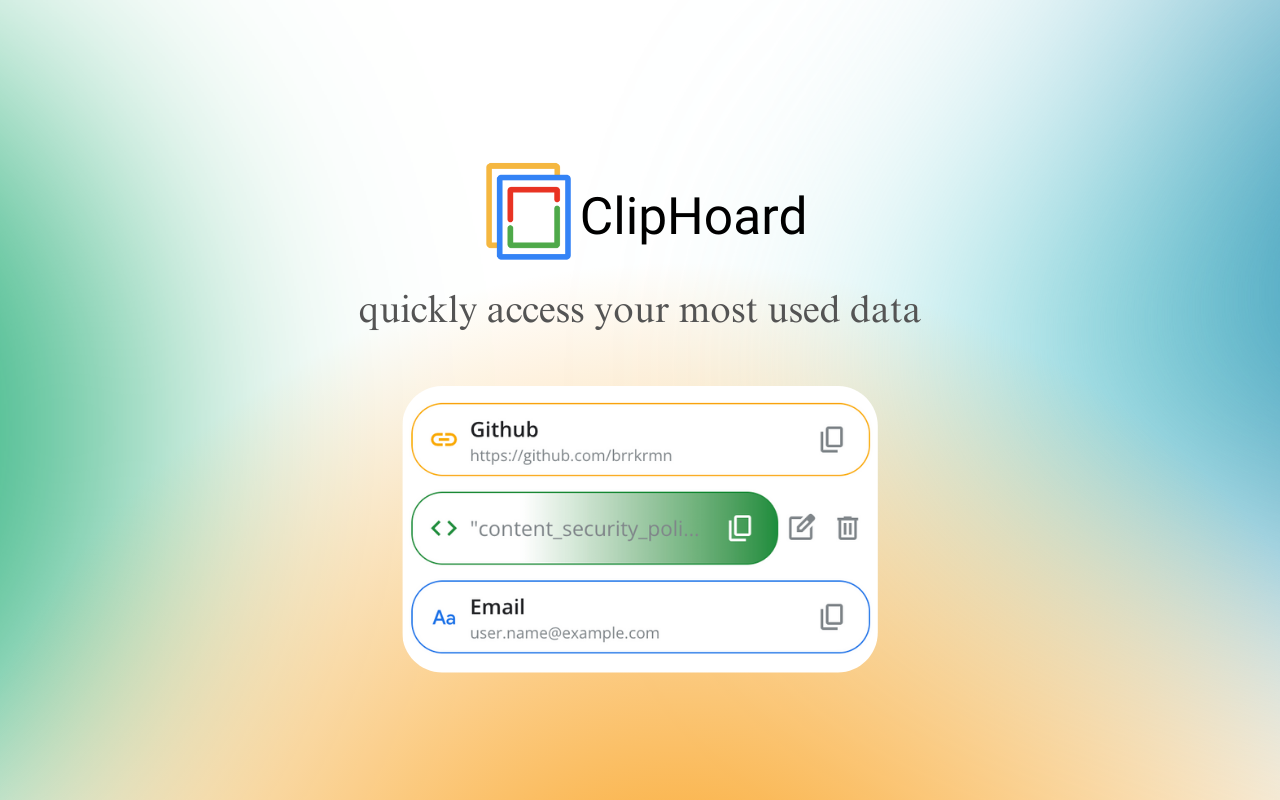 ClipHoard
quickly access your most used data
Github
https://github.com/brrkrmn
"content_security_poli...
Aa
Email
user.name@example.com